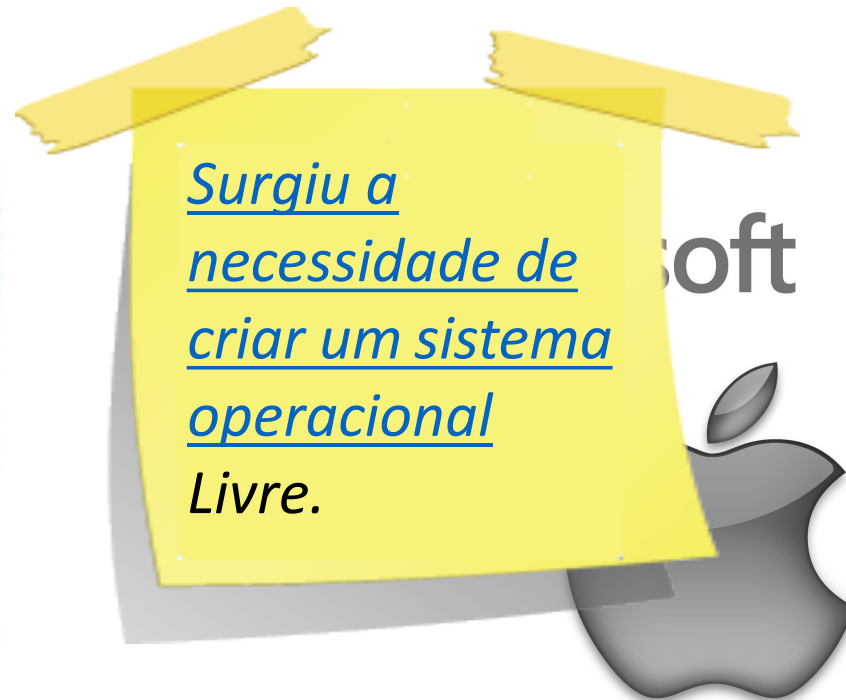 Surgiu a
necessidade de
criar um sistema
operacional
Livre.
soft